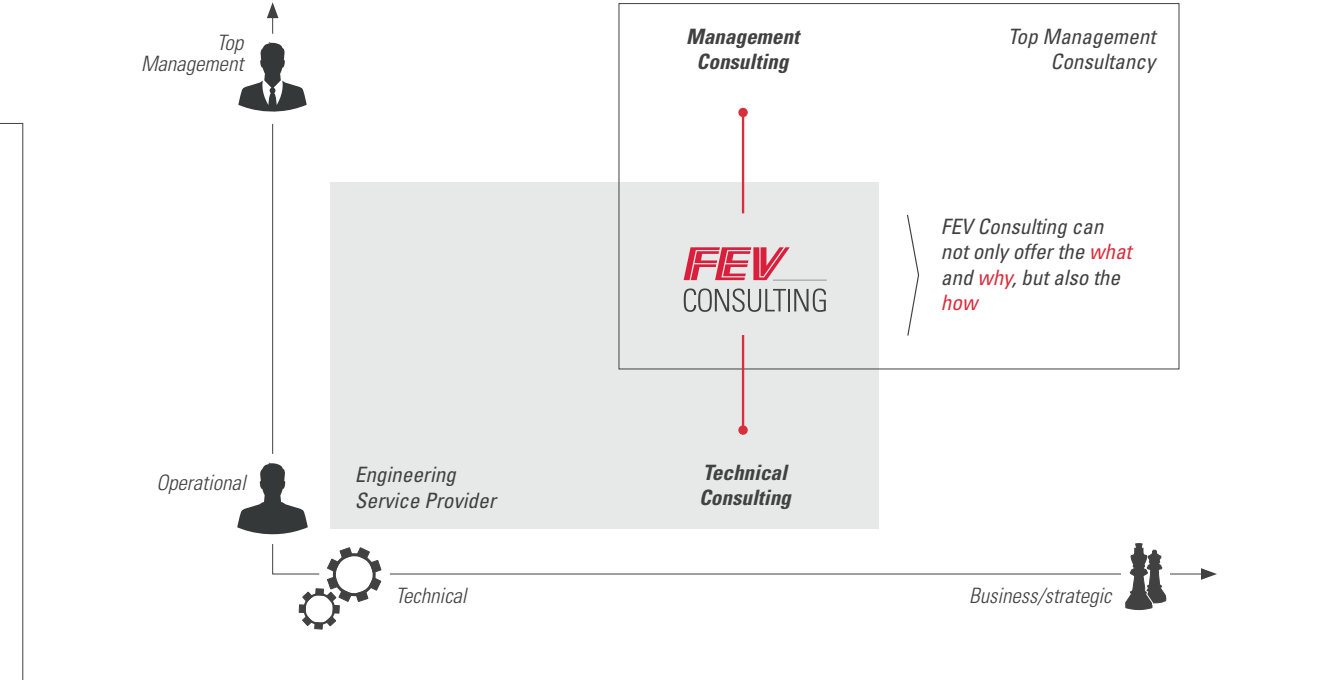 Top
Management
Management
Consulting
Top Management
Consultancy
FEV
CONSULTING
FEV Consulting can
not only offer the what
and why, but also the
how
Operational
Engineering
Service Provider
Technical
Consulting
Technical
Business/strategic